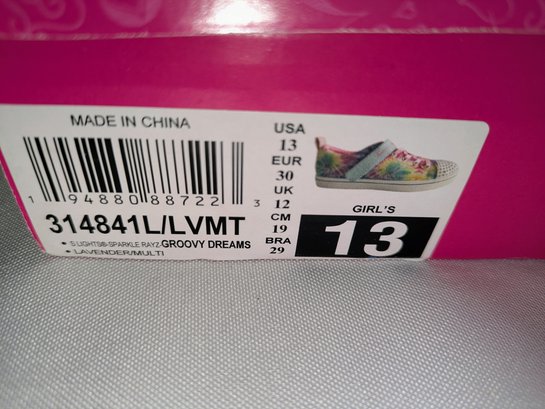 MADE IN CHINA
1 94880 88722 3
314841L/LVMT
• S LIGHTS®-SPARKLE RAYZ-GROOVY DREAMS
• LAVENDER/MULTI
USA
13
EUR
30
UK
12
CM
19
BRA
29
GIRL'S
13